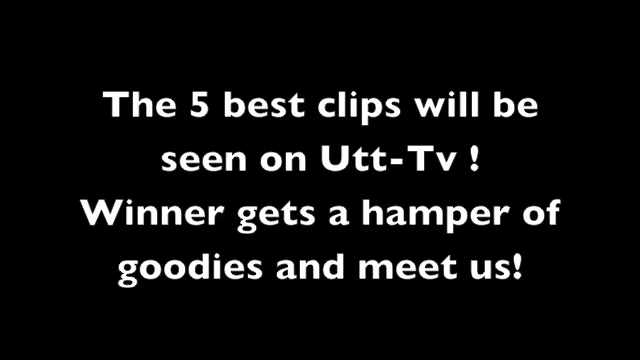 The 5 best clips will be
seen on Utt-Tv !
Winner gets a hamper of
goodies and meet us!